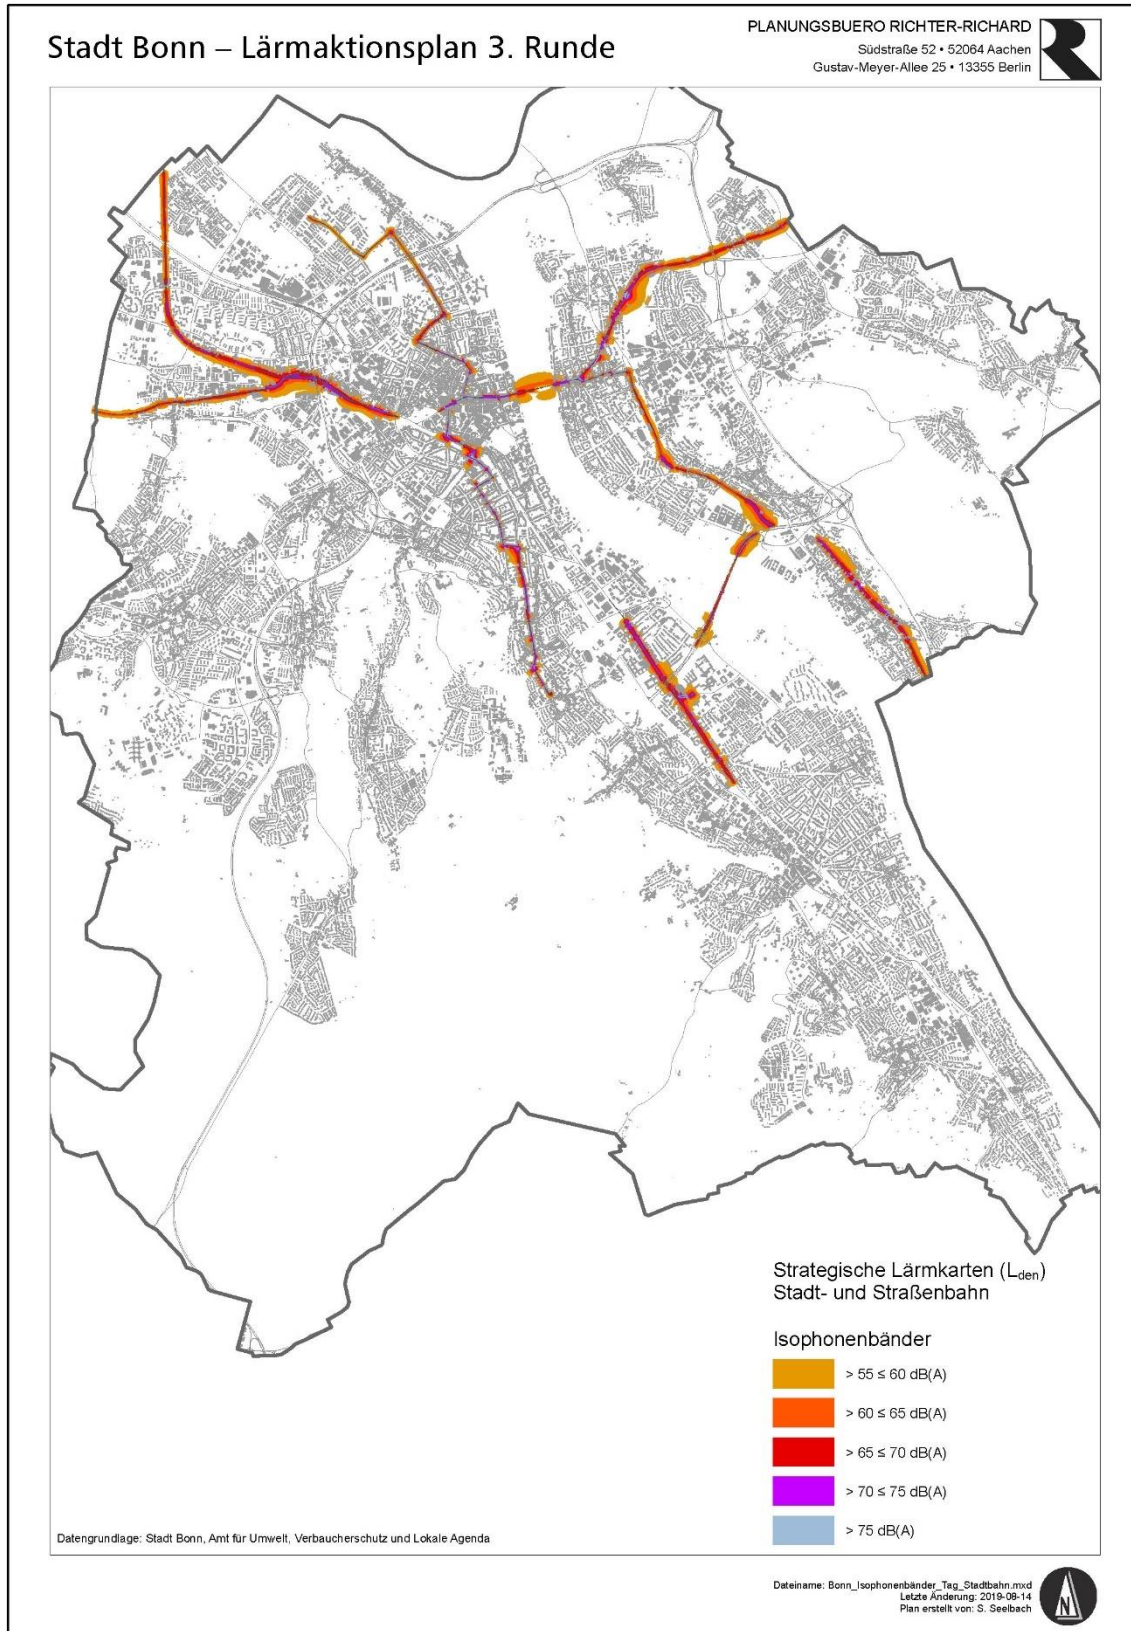 Stadt Bonn – Lärmaktionsplan 3. Runde
PLANUNGSBUERO RICHTER-RICHARD
Südstraße 52 • 52064 Aachen
Gustav-Meyer-Allee 25 • 13355 Berlin
Strategische Lärmkarten (Lden)
Stadt- und Straßenbahn
Isophonenbänder
> 55 ≤ 60 dB(A)
> 60 ≤ 65 dB(A)
> 65 ≤ 70 dB(A)
> 70 ≤ 75 dB(A)
> 75 dB(A)
Datengrundlage: Stadt Bonn, Amt für Umwelt, Verbaucherschutz und Lokale Agenda
Dateiname: Bonn_Isophonenbänder_Tag_Stadtbahn.mxd
Letzte Änderung: 2019-08-14
Plan erstellt von: S. Seelbach
N